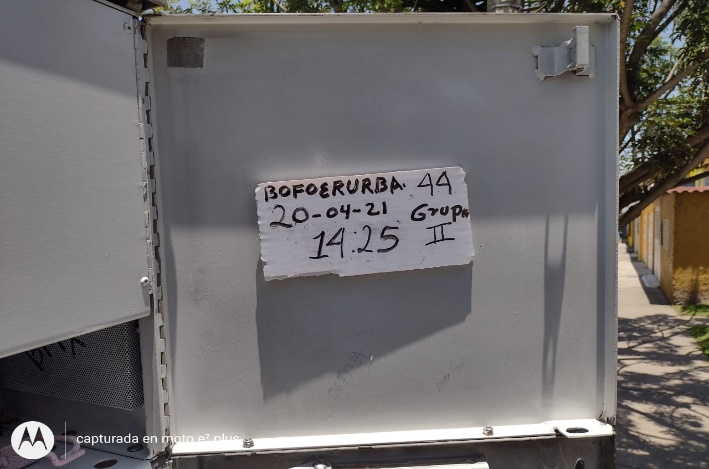 BOFOERURBA. 44
20-04-21 Grupo
14:25 II
capturada en moto e⁷ plus